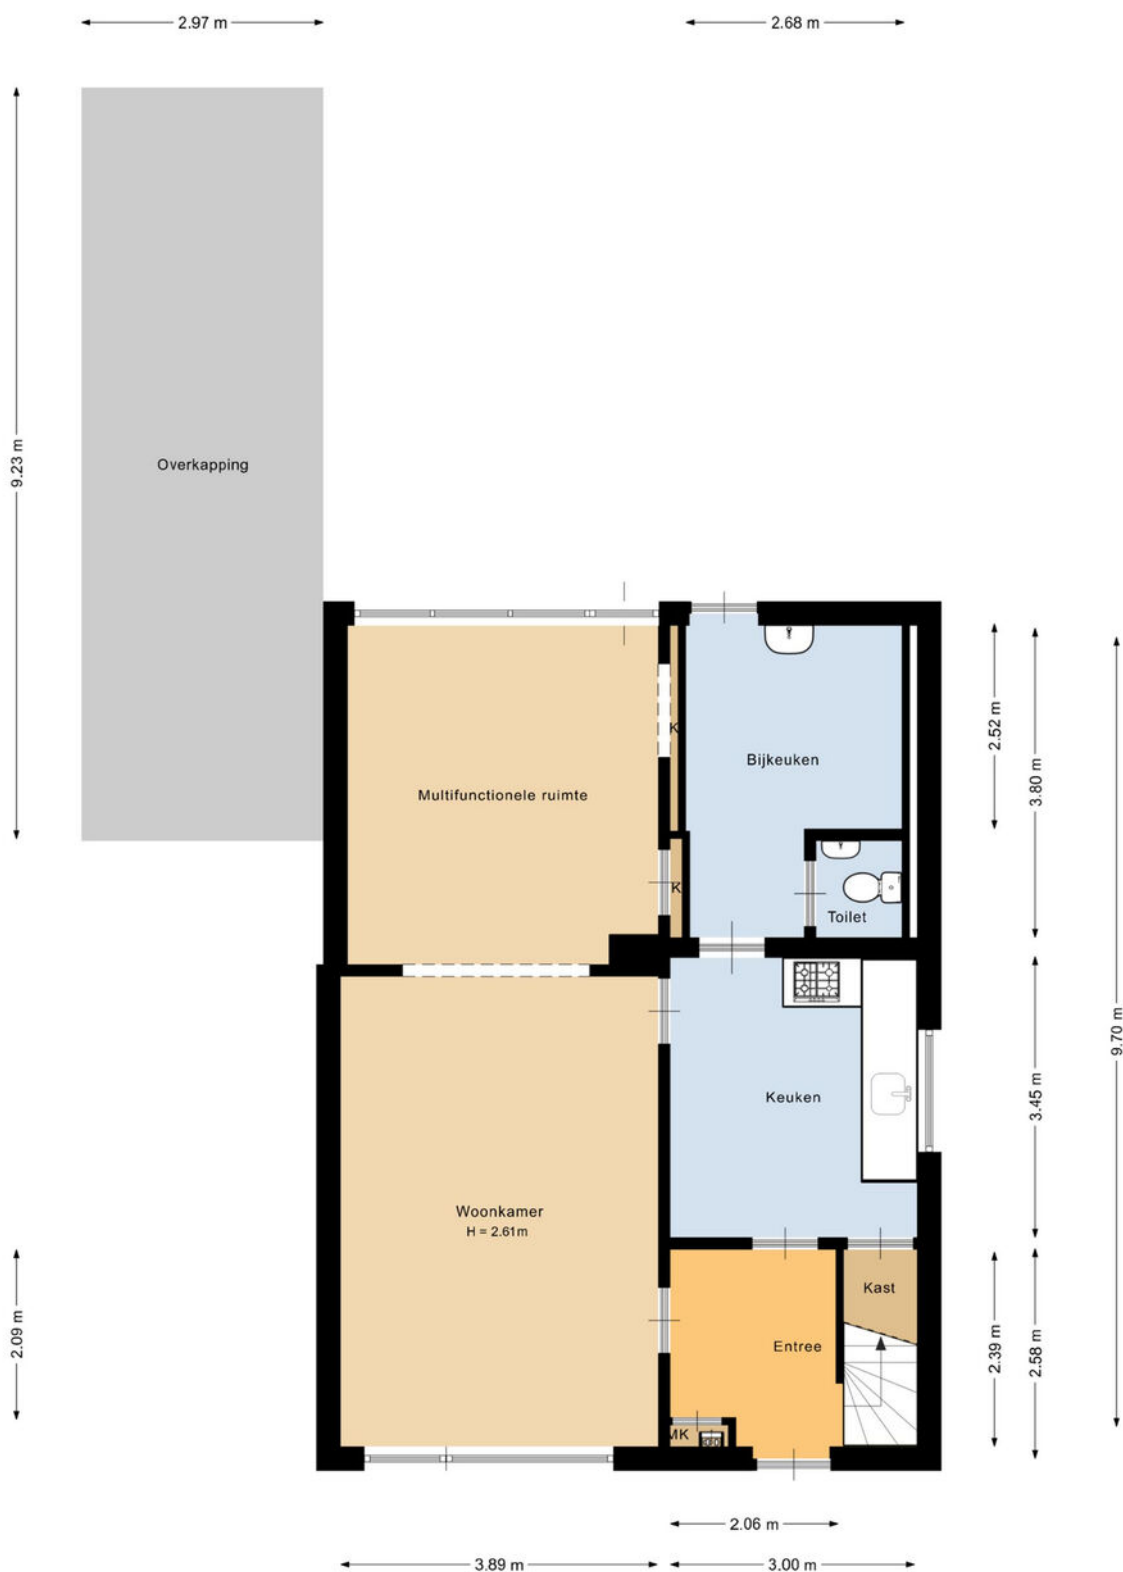 2.97 m
2.68 m
9.23 m
Overkapping
2.52 m
K
Bijkeuken
3.80 m
Multifunctionele ruimte
K
Toilet
9.70 m
Keuken
3.45 m
Woonkamer
H = 2.61m
Kast
2.09 m
Entree
2.39 m
2.58 m
MK
2.06 m
3.89 m
3.00 m